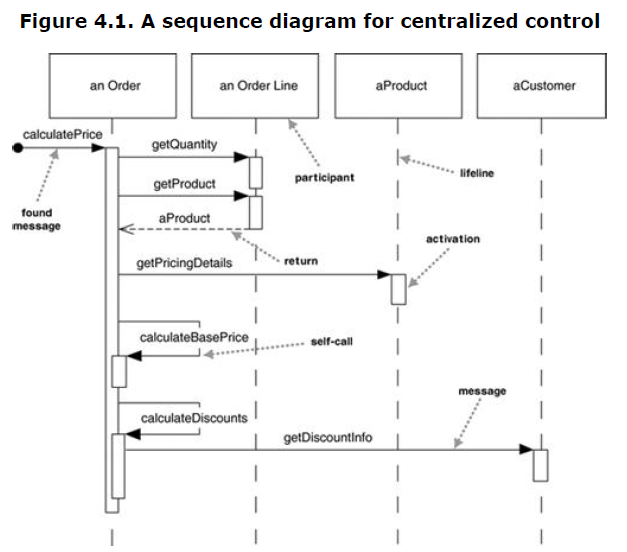 Figure 4.1. A sequence diagram for centralized control
an Order
an Order Line
aProduct
aCustomer
calculatePrice
getQuantity
getProduct
participant
lifeline
found
message
aProduct
return
activation
getPricingDetails
calculateBasePrice
self-call
message
calculateDiscounts
getDiscountInfo